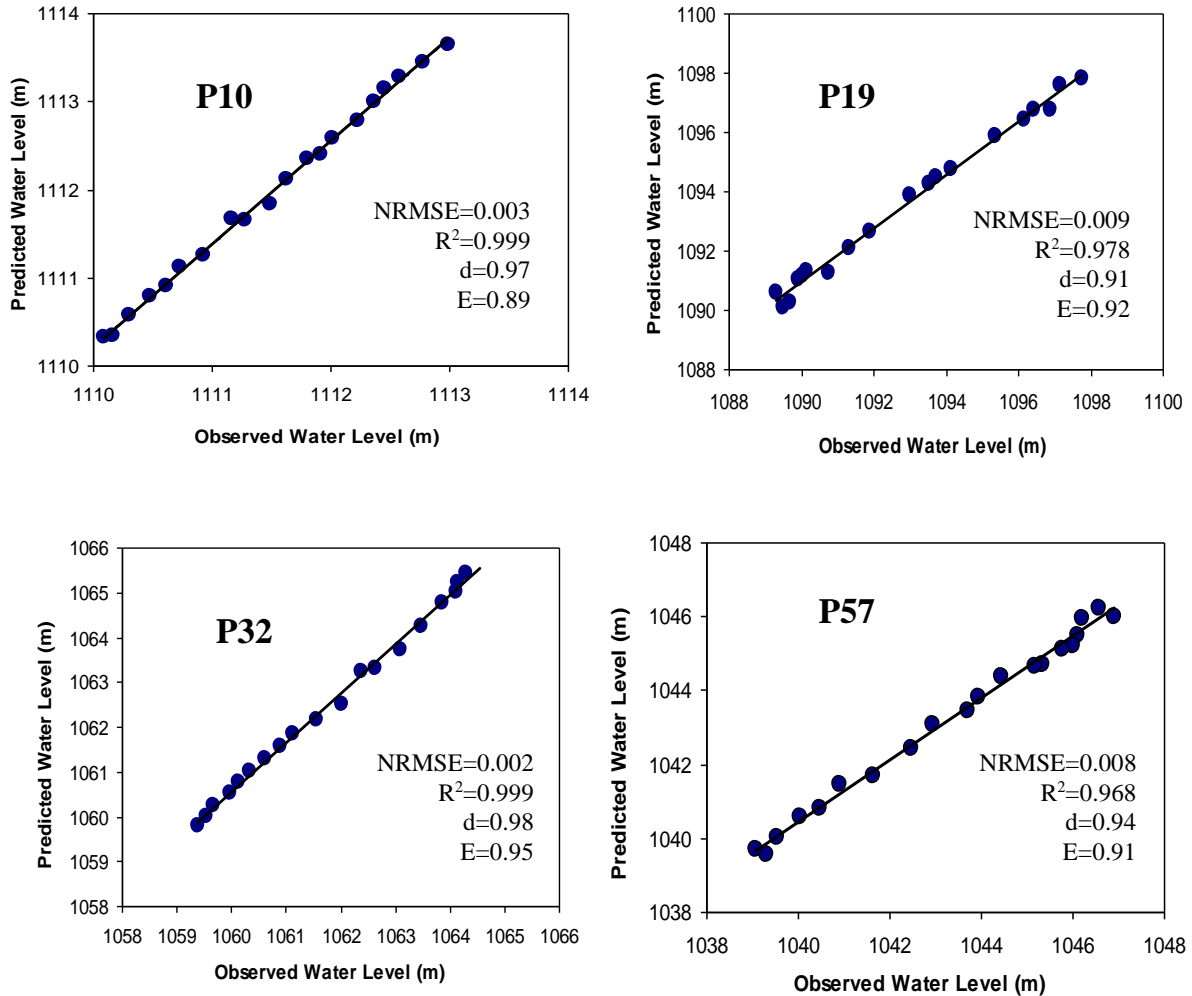 1114
1113
1112
1111
1110
Predicted Water Level (m)
P10
NRMSE=0.003
R²=0.999
d=0.97
E=0.89
1110 1111 1112 1113 1114
Observed Water Level (m)
1100
1098
1096
1094
1092
1090
1088
Predicted Water Level (m)
P19
NRMSE=0.009
R²=0.978
d=0.91
E=0.92
1088 1090 1092 1094 1096 1098 1100
Observed Water Level (m)
1066
1065
1064
1063
1062
1061
1060
1059
1058
Predicted Water Level (m)
P32
NRMSE=0.002
R²=0.999
d=0.98
E=0.95
1058 1059 1060 1061 1062 1063 1064 1065 1066
Observed Water Level (m)
1048
1046
1044
1042
1040
1038
Predicted Water Level (m)
P57
NRMSE=0.008
R²=0.968
d=0.94
E=0.91
1038 1040 1042 1044 1046 1048
Observed Water Level (m)